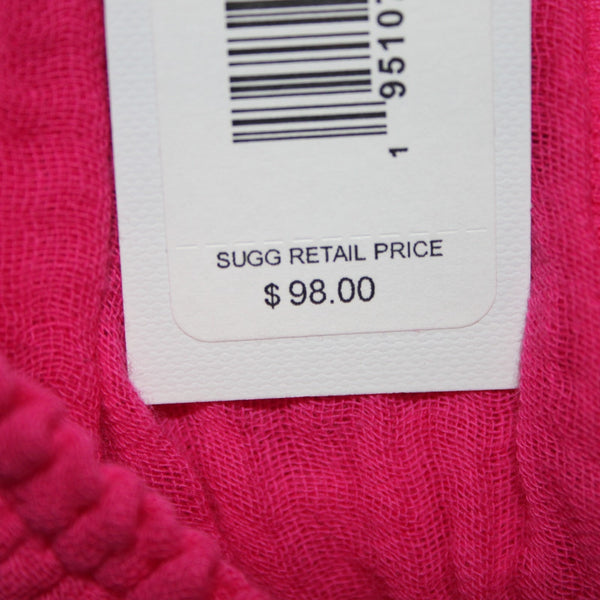 1 9510
SUGG RETAIL PRICE
$ 98.00